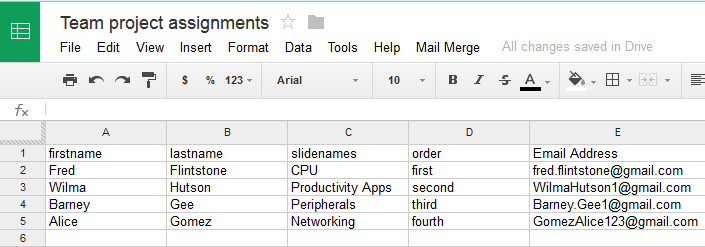 Team project assignments
File Edit View Insert Format Data Tools Help Mail Merge All changes saved in Drive
$ % 123 Arial 10 B I S A
fx
A B C D E
1 firstname lastname slidenames order Email Address
2 Fred Flintstone CPU first fred.flintstone@gmail.com
3 Wilma Hutson Productivity Apps second WilmaHutson1@gmail.com
4 Barney Gee Peripherals third Barney.Gee1@gmail.com
5 Alice Gomez Networking fourth GomezAlice123@gmail.com
6